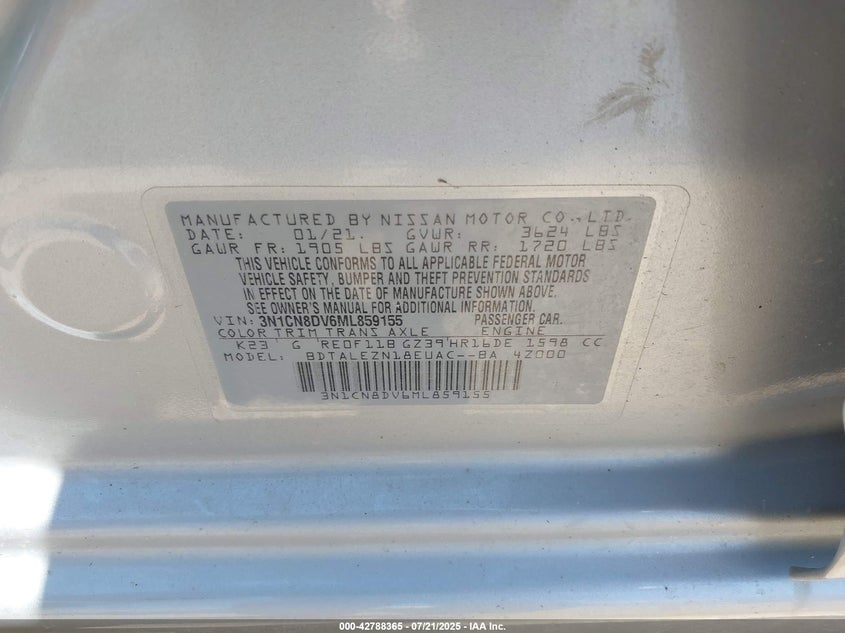 MANUFACTURED BY NISSAN MOTOR CO., LTD.
DATE: 01/21. GVWR: 3624 LBS
GAWR FR: 1905 LBS GAWR RR: 1720 LBS
THIS VEHICLE CONFORMS TO ALL APPLICABLE FEDERAL MOTOR
VEHICLE SAFETY, BUMPER AND THEFT PREVENTION STANDARDS
IN EFFECT ON THE DATE OF MANUFACTURE SHOWN ABOVE.
SEE OWNER'S MANUAL FOR ADDITIONAL INFORMATION.
VIN: 3N1CN8DV6ML859155 PASSENGER CAR.
COLOR TRIM TRANS AXLE ENGINE
K23 G RE0F11B GZ39 HR16DE 1598 CC
MODEL: BDTALEZN18EUAC--BA 4Z000
3N1CN8DV6ML859155
000-42788365 - 07/21/2025 - IAA Inc.